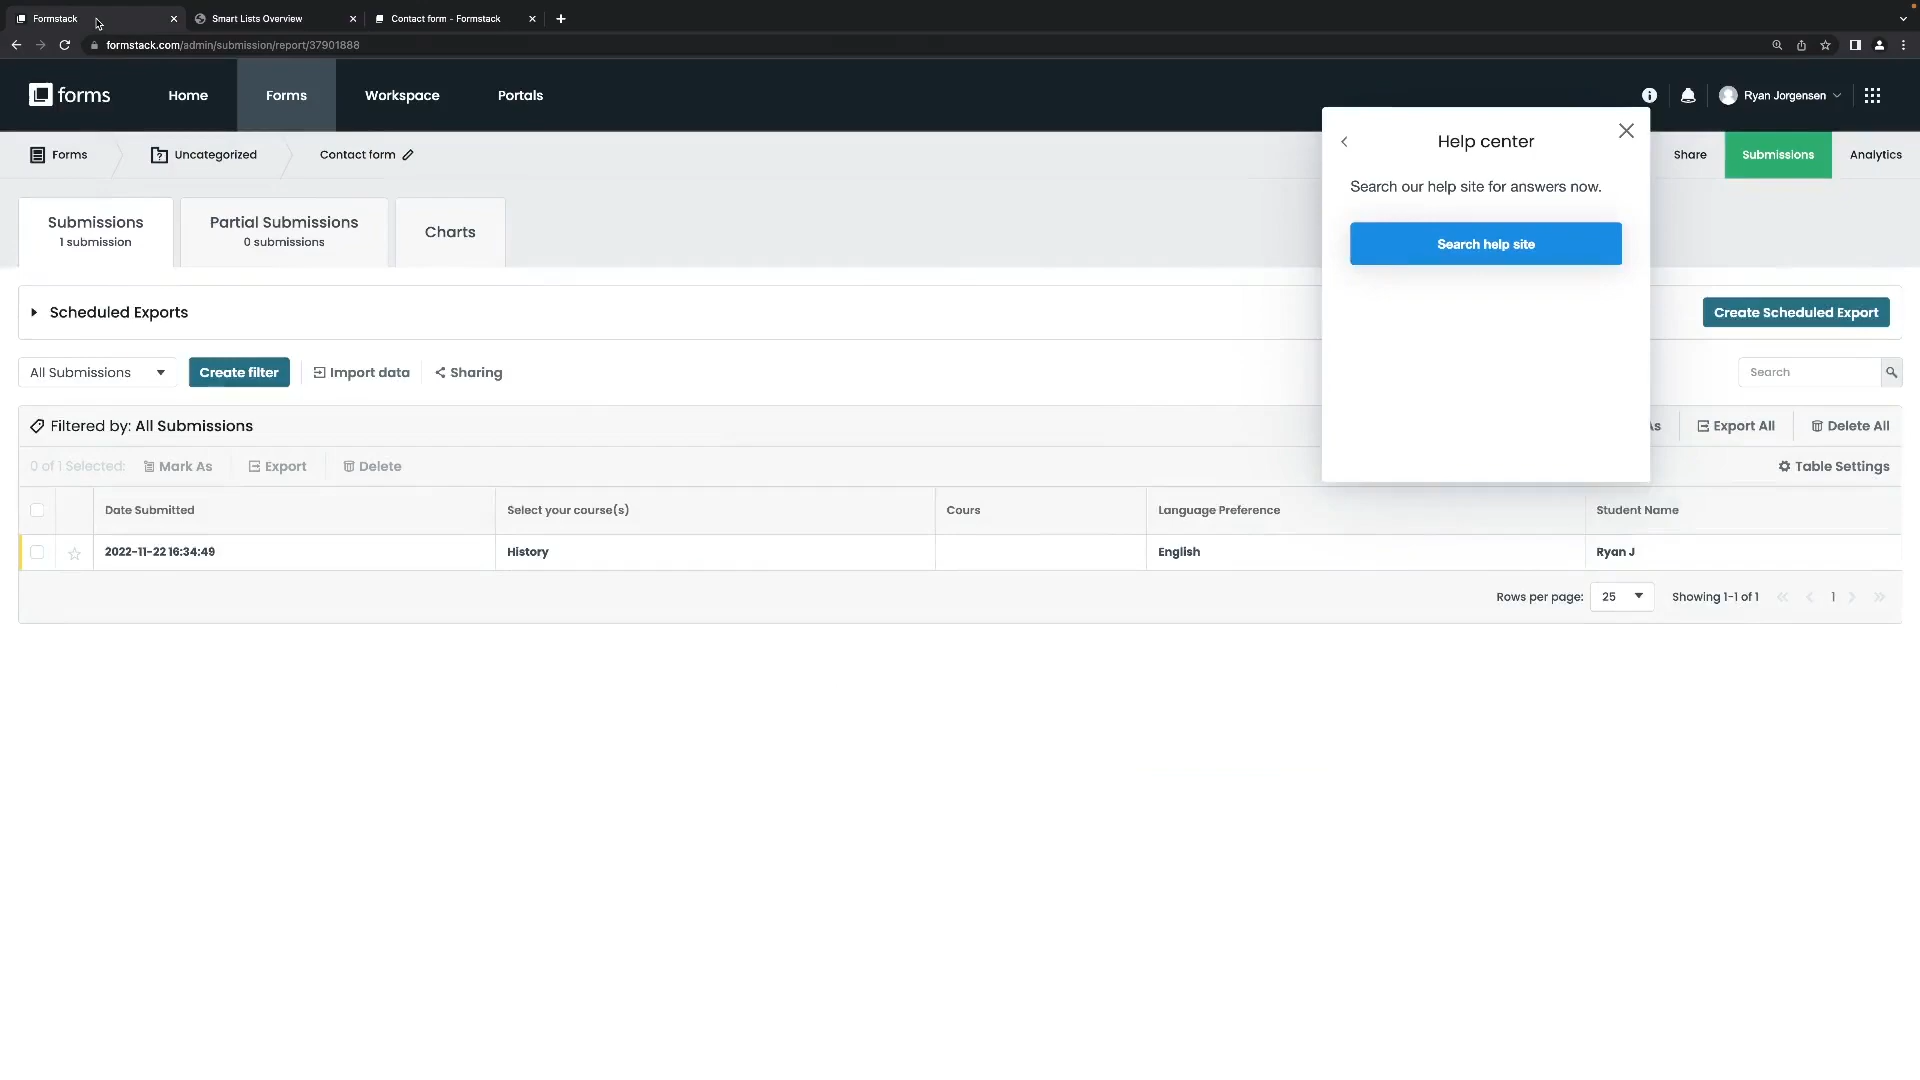 Formstack
Smart Lists Overview
Contact form - Formstack
formstack.com/admin/submission/report/37901888
forms
Home
Forms
Workspace
Portals
Ryan Jorgensen
Forms
Uncategorized
Contact form
Share
Submissions
Analytics
Help center
Search our help site for answers now.
Search help site
Submissions
1 submission
Partial Submissions
0 submissions
Charts
Scheduled Exports
Create Scheduled Export
All Submissions
Create filter
Import data
Sharing
Search
Filtered by: All Submissions
Export All
Delete All
0 of 1 Selected:
Mark As
Export
Delete
Table Settings
Date Submitted
Select your course(s)
Cours
Language Preference
Student Name
2022-11-22 16:34:49
History
English
Ryan J
Rows per page:
25
Showing 1-1 of 1
1